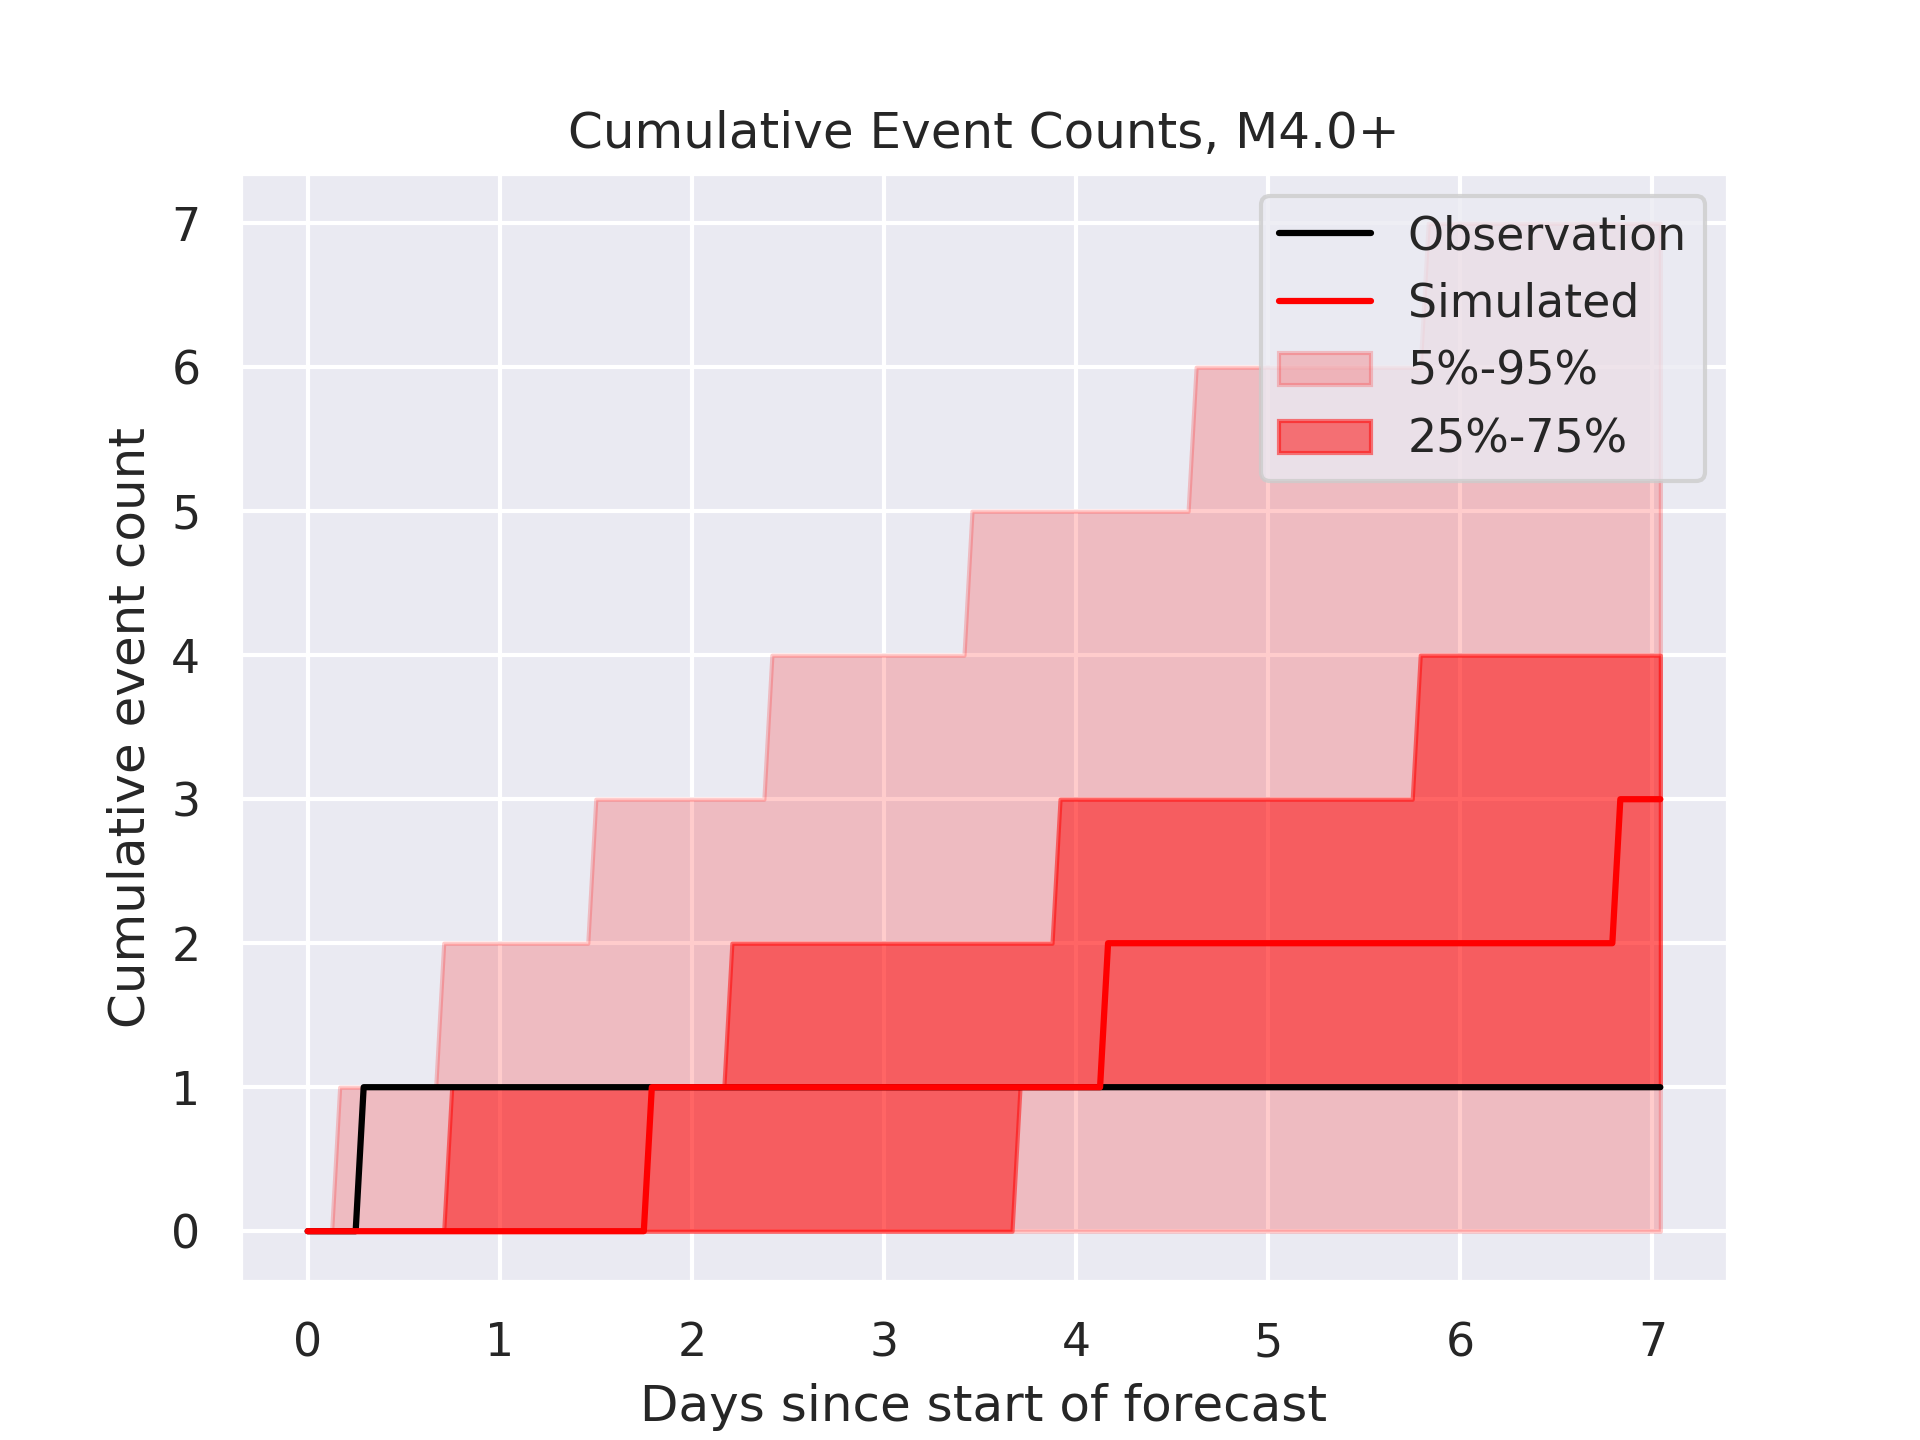 Cumulative Event Counts, M4.0+
Observation
Simulated
5%-95%
25%-75%
Cumulative event count
7
6
5
4
3
2
1
0
0 1 2 3 4 5 6 7
Days since start of forecast